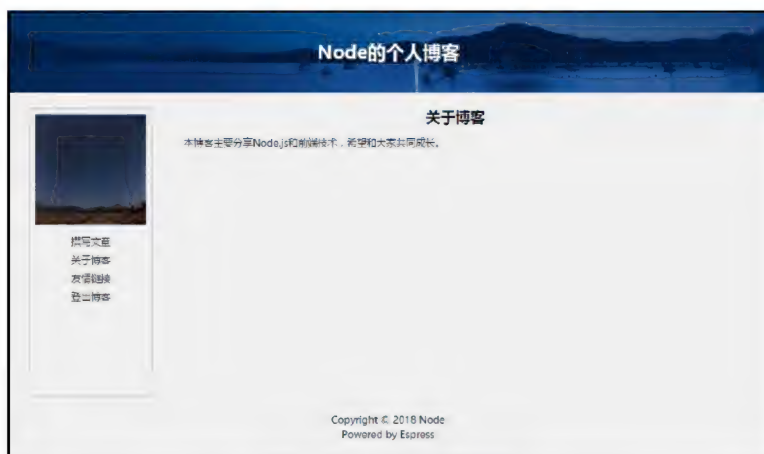 Node的个人博客
关于博客
本博客主要分享Node.js和前端技术，希望和大家共同成长。
撰写文章
关于博客
友情链接
登出博客
Copyright © 2018 Node
Powered by Espress